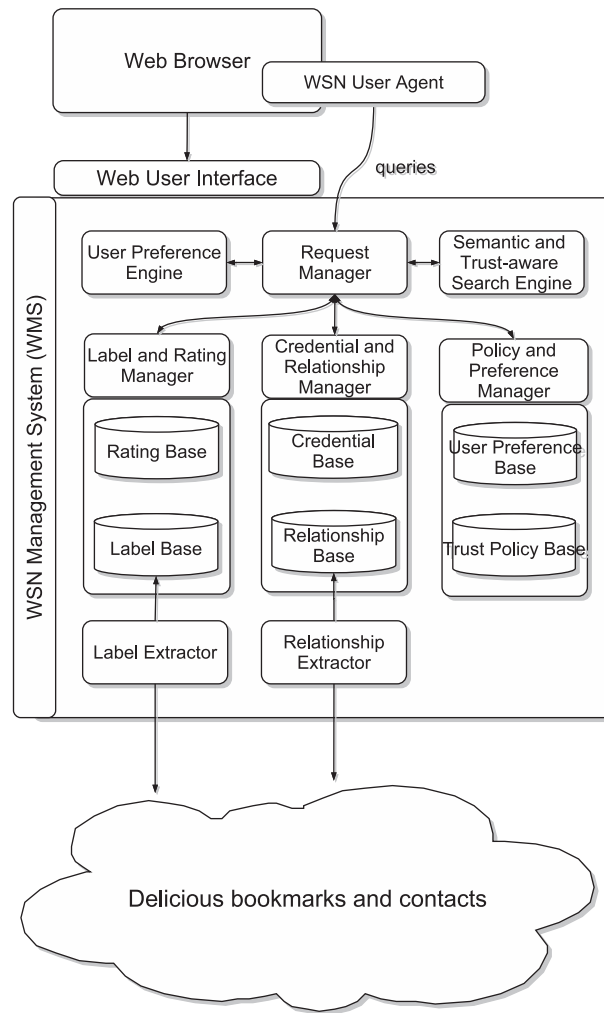 Web Browser
WSN User Agent
queries
Web User Interface
WSN Management System (WMS)
User Preference
Engine
Request
Manager
Semantic and
Trust-aware
Search Engine
Label and Rating
Manager
Credential and
Relationship
Manager
Policy and
Preference
Manager
Rating Base
Credential
Base
User Preference
Base
Label Base
Relationship
Base
Trust Policy Base
Label Extractor
Relationship
Extractor
Delicious bookmarks and contacts